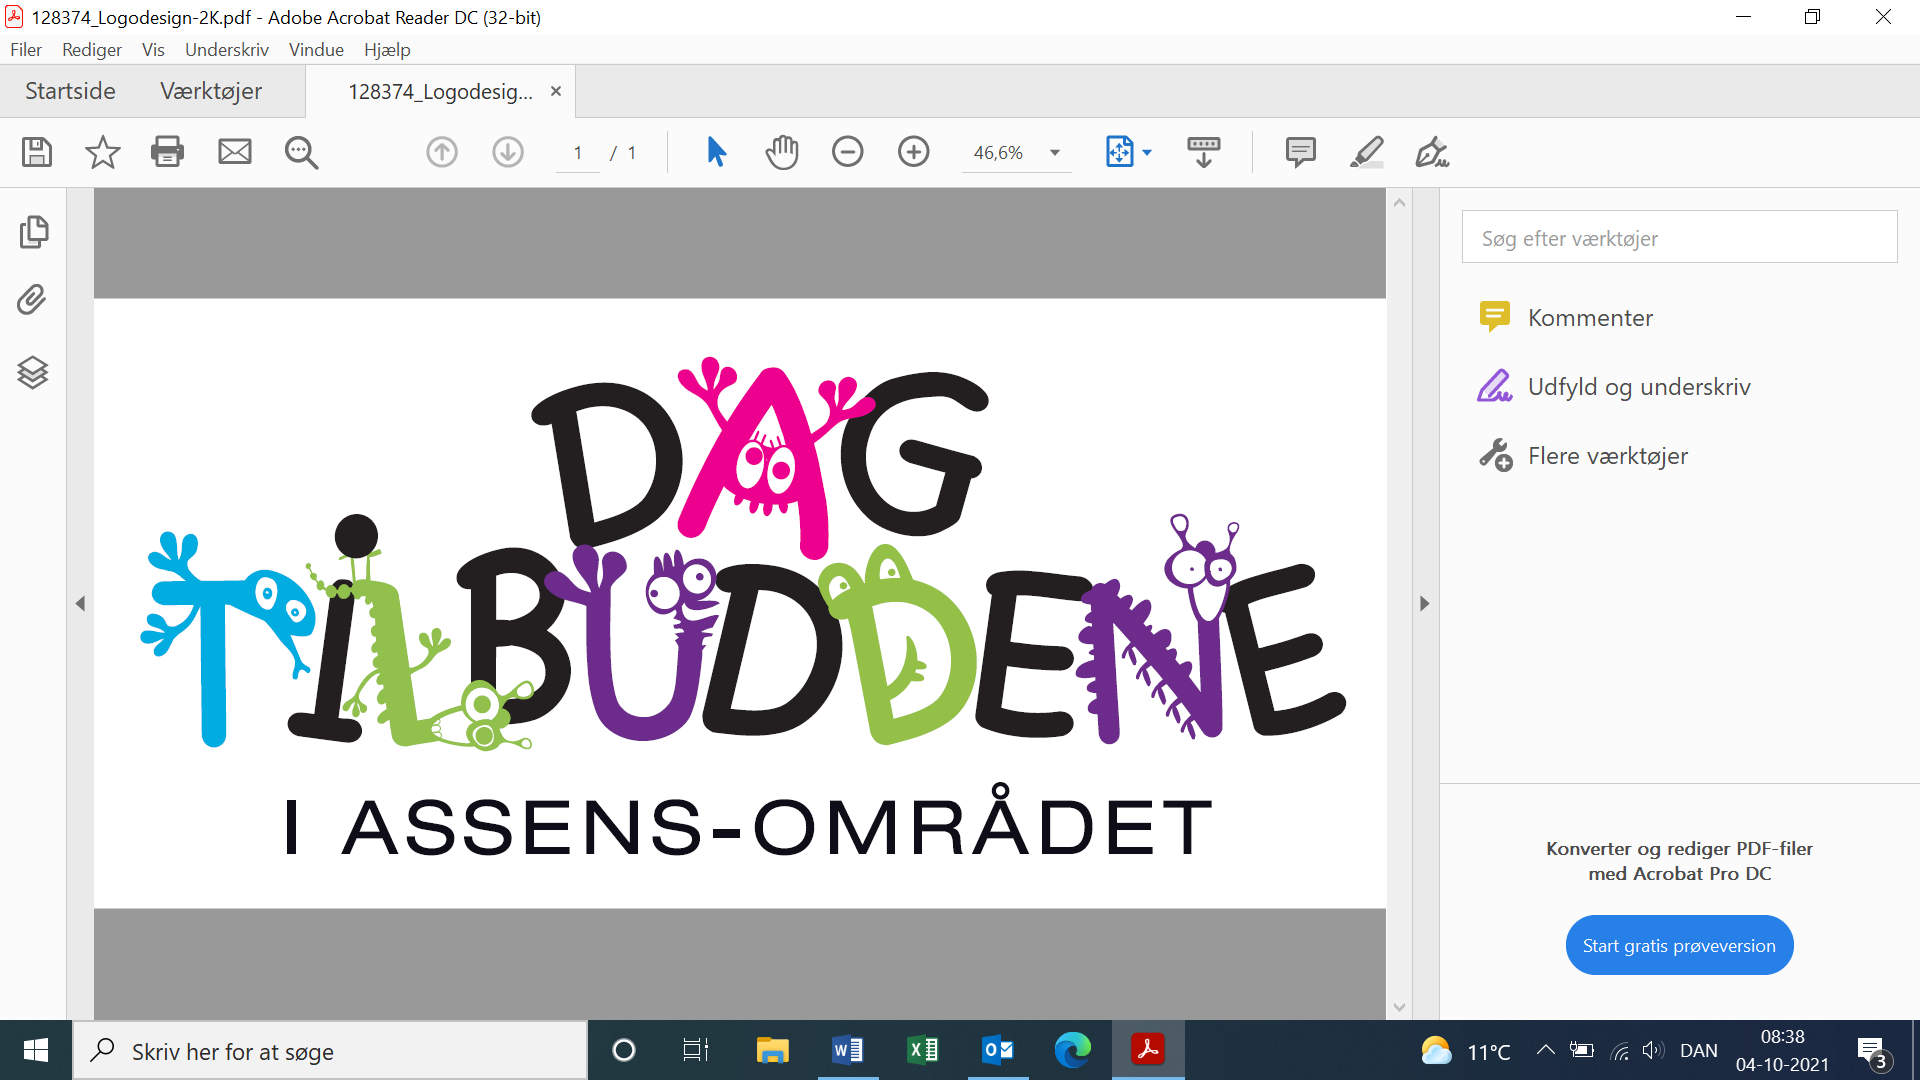 128374_Logodesign-2K.pdf - Adobe Acrobat Reader DC (32-bit)
Filer Rediger Vis Underskriv Vindue Hjælp
Startside Værktøjer 128374_Logodesig... ×
1 / 1 46,6%
Søg efter værktøjer
Kommenter
Udfyld og underskriv
Flere værktøjer
DAG
TILBUDDENE
I ASSENS-OMRÅDET
Konverter og rediger PDF-filer
med Acrobat Pro DC
Start gratis prøveversion
Skriv her for at søge
11°C DAN 08:38
04-10-2021 3